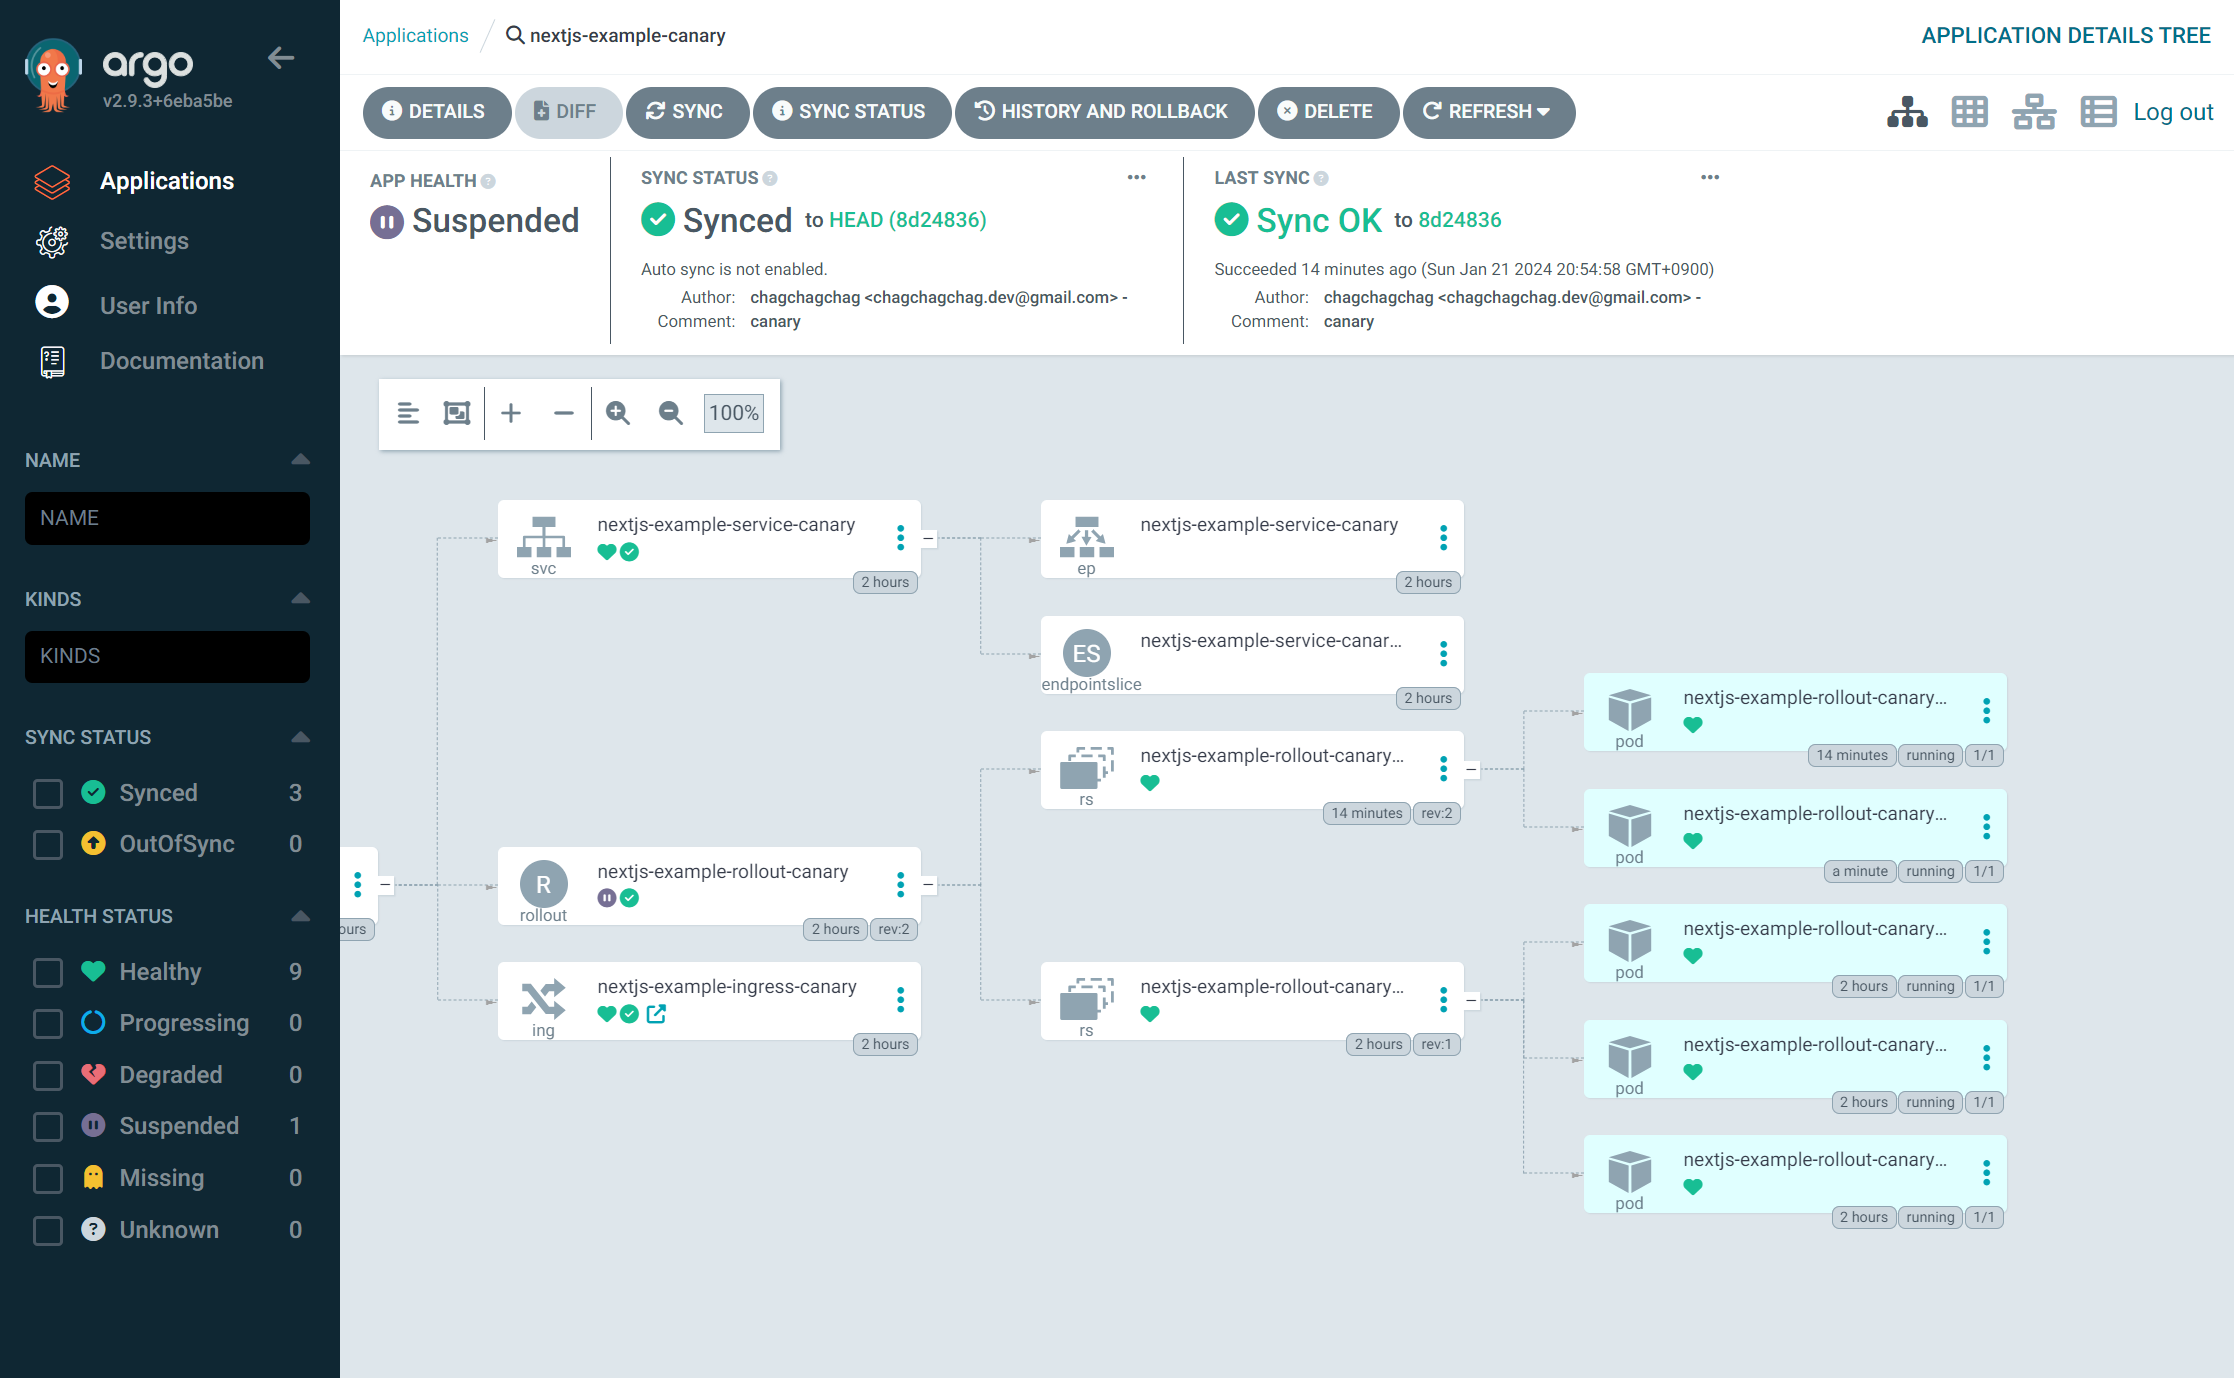 argo
v2.9.3+6eba5be
Applications
Settings
User Info
Documentation
NAME
NAME
KINDS
KINDS
SYNC STATUS
Synced 3
OutOfSync 0
HEALTH STATUS
Healthy 9
Progressing 0
Degraded 0
Suspended 1
Missing 0
Unknown 0
Applications / nextjs-example-canary
APPLICATION DETAILS TREE
DETAILS DIFF SYNC SYNC STATUS HISTORY AND ROLLBACK DELETE REFRESH
Log out
APP HEALTH ?
Suspended
SYNC STATUS ?
Synced to HEAD (8d24836)
Auto sync is not enabled.
Author: chagchagchag <chagchagchag.dev@gmail.com> -
Comment: canary
LAST SYNC ?
Sync OK to 8d24836
Succeeded 14 minutes ago (Sun Jan 21 2024 20:54:58 GMT+0900)
Author: chagchagchag <chagchagchag.dev@gmail.com> -
Comment: canary
100%
ours
nextjs-example-service-canary
svc
2 hours
R
nextjs-example-rollout-canary
rollout
2 hours rev:2
nextjs-example-ingress-canary
ing
2 hours
nextjs-example-service-canary
ep
2 hours
ES
nextjs-example-service-canar...
endpointslice
2 hours
nextjs-example-rollout-canary...
rs
14 minutes rev:2
nextjs-example-rollout-canary...
rs
2 hours rev:1
nextjs-example-rollout-canary...
pod
14 minutes running 1/1
nextjs-example-rollout-canary...
pod
a minute running 1/1
nextjs-example-rollout-canary...
pod
2 hours running 1/1
nextjs-example-rollout-canary...
pod
2 hours running 1/1
nextjs-example-rollout-canary...
pod
2 hours running 1/1